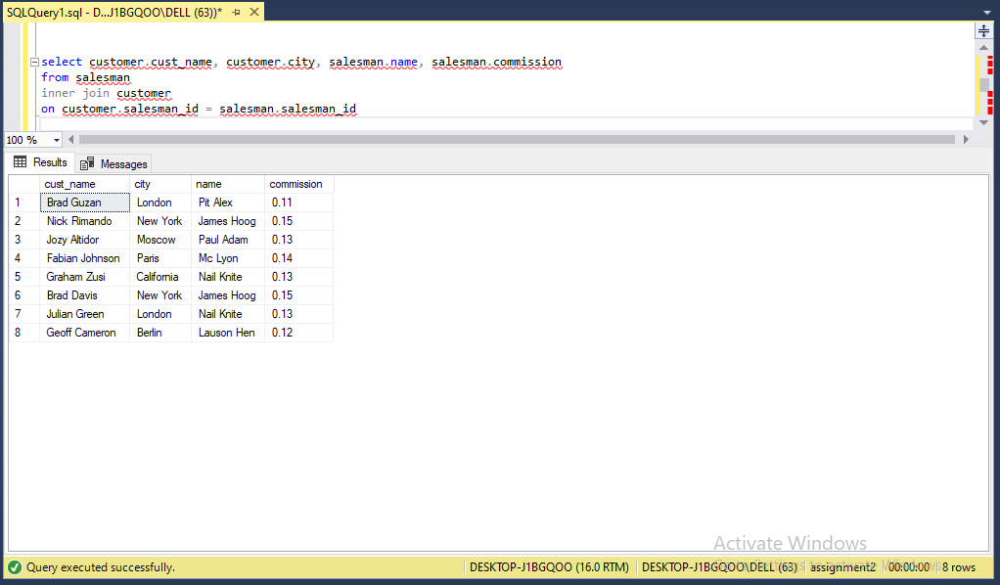 SQLQuery1.sql - D...J1BGQOO\DELL (63))*
select customer.cust_name, customer.city, salesman.name, salesman.commission
from salesman
inner join customer
on customer.salesman_id = salesman.salesman_id
100 %
Results Messages
cust_name city name commission
1 Brad Guzan London Pit Alex 0.11
2 Nick Rimando New York James Hoog 0.15
3 Jozy Altidor Moscow Paul Adam 0.13
4 Fabian Johnson Paris Mc Lyon 0.14
5 Graham Zusi California Nail Knite 0.13
6 Brad Davis New York James Hoog 0.15
7 Julian Green London Nail Knite 0.13
8 Geoff Cameron Berlin Lauson Hen 0.12
Activate Windows
Query executed successfully. DESKTOP-J1BGQOO (16.0 RTM) DESKTOP-J1BGQOO\DELL (63) assignment2 00:00:00 8 rows